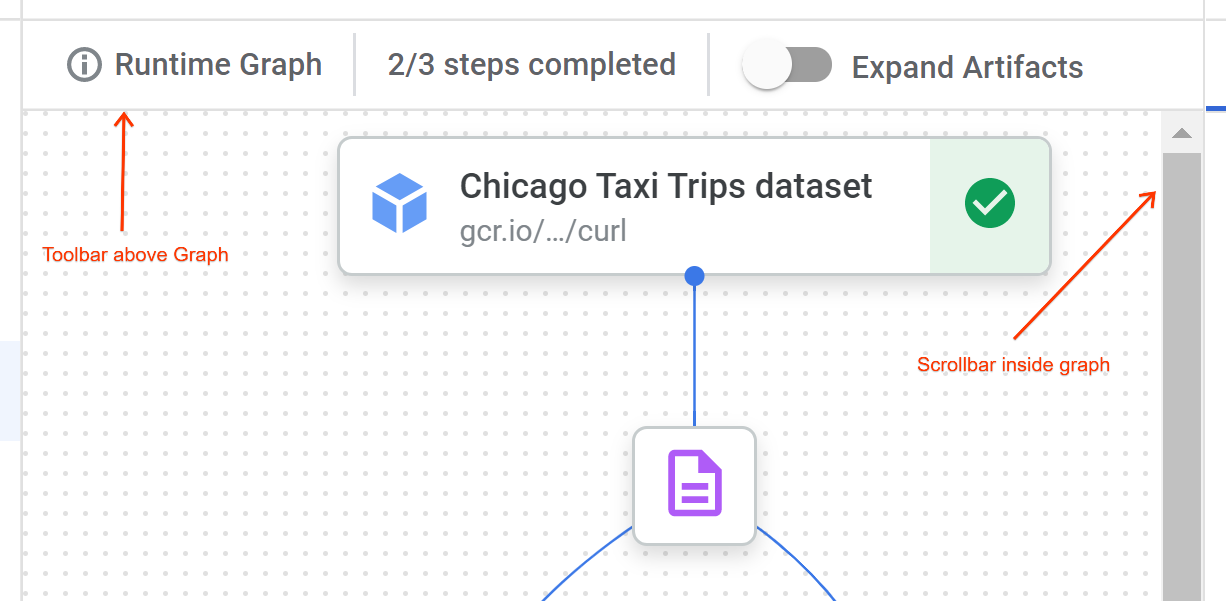 Runtime Graph
2/3 steps completed
Expand Artifacts
Chicago Taxi Trips dataset
gcr.io/.../curl
Toolbar above Graph
Scrollbar inside graph